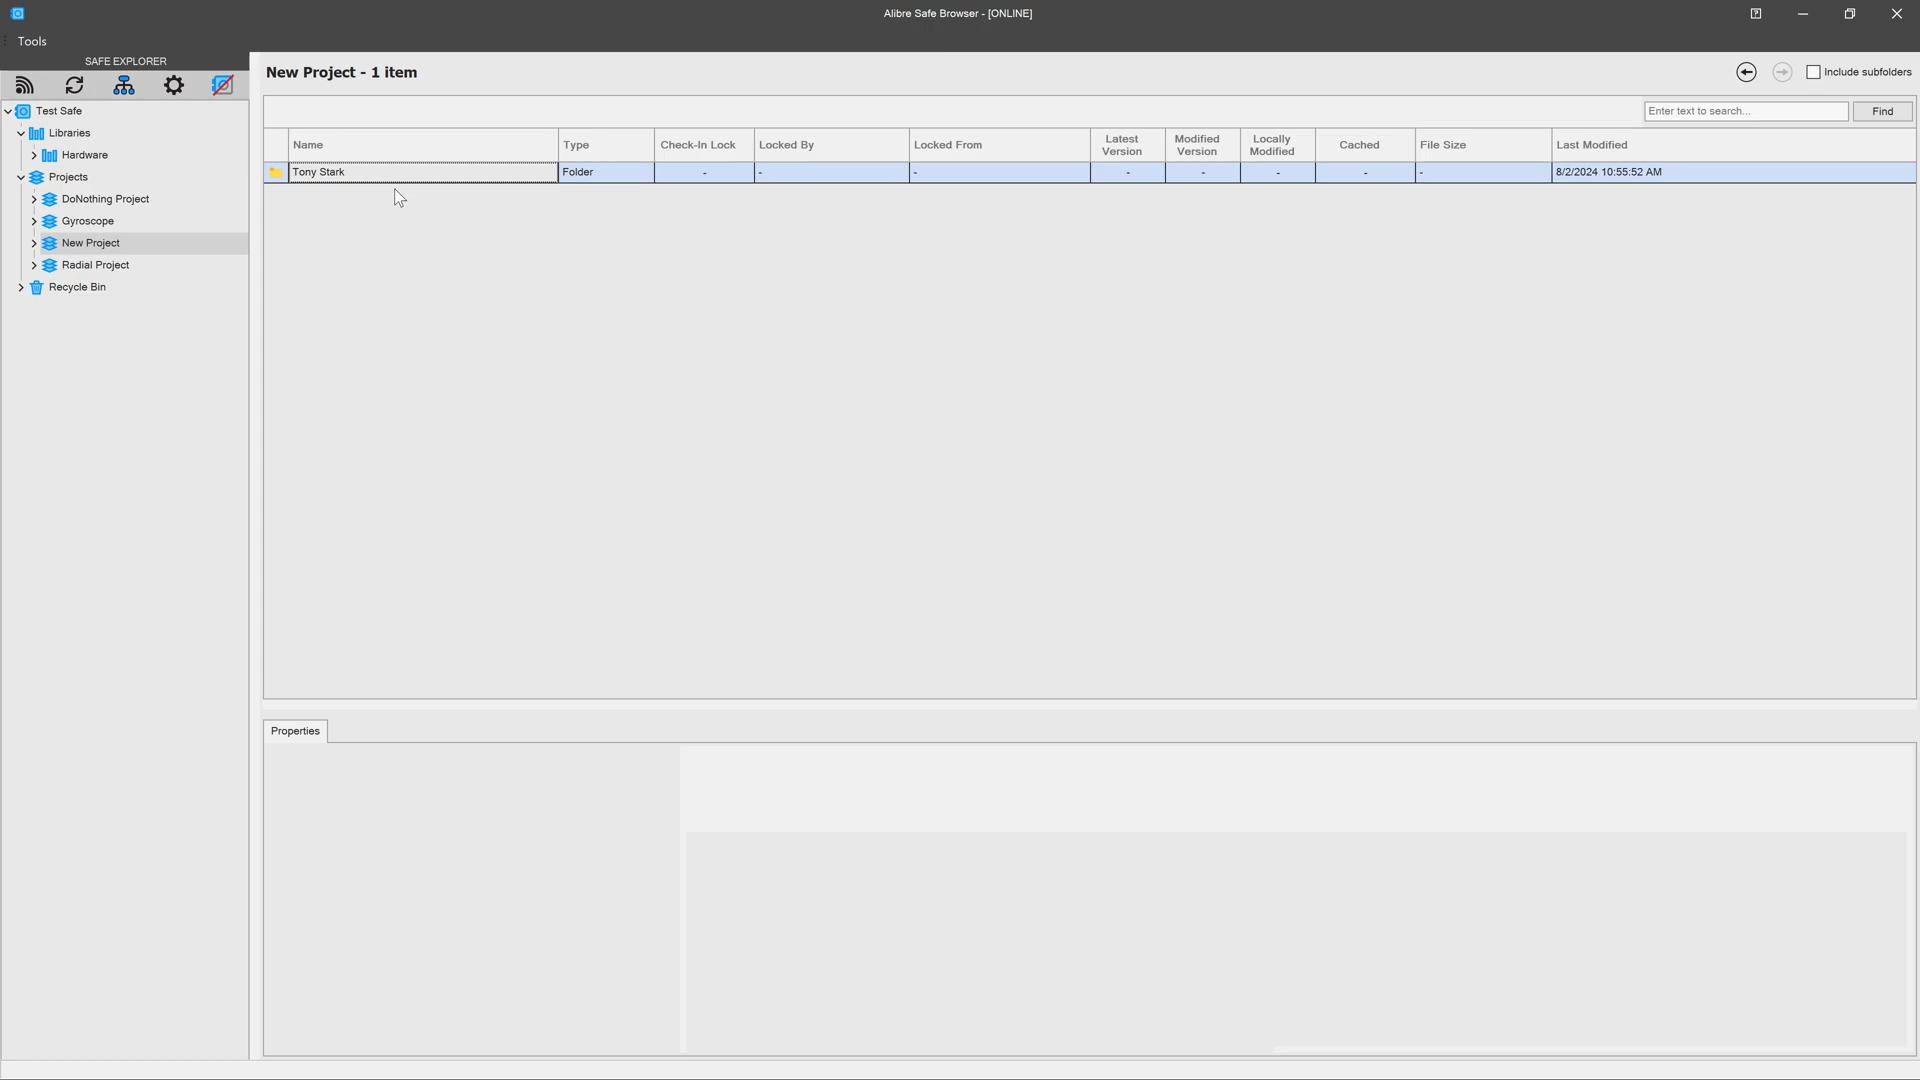 Alibre Safe Browser - [ONLINE]
Tools
SAFE EXPLORER
Test Safe
Libraries
Hardware
Projects
DoNothing Project
Gyroscope
New Project
Radial Project
Recycle Bin
New Project - 1 item
Include subfolders
Enter text to search...
Find
Name Type Check-In Lock Locked By Locked From Latest Version Modified Version Locally Modified Cached File Size Last Modified
Tony Stark Folder - - - - - - - - 8/2/2024 10:55:52 AM
Properties